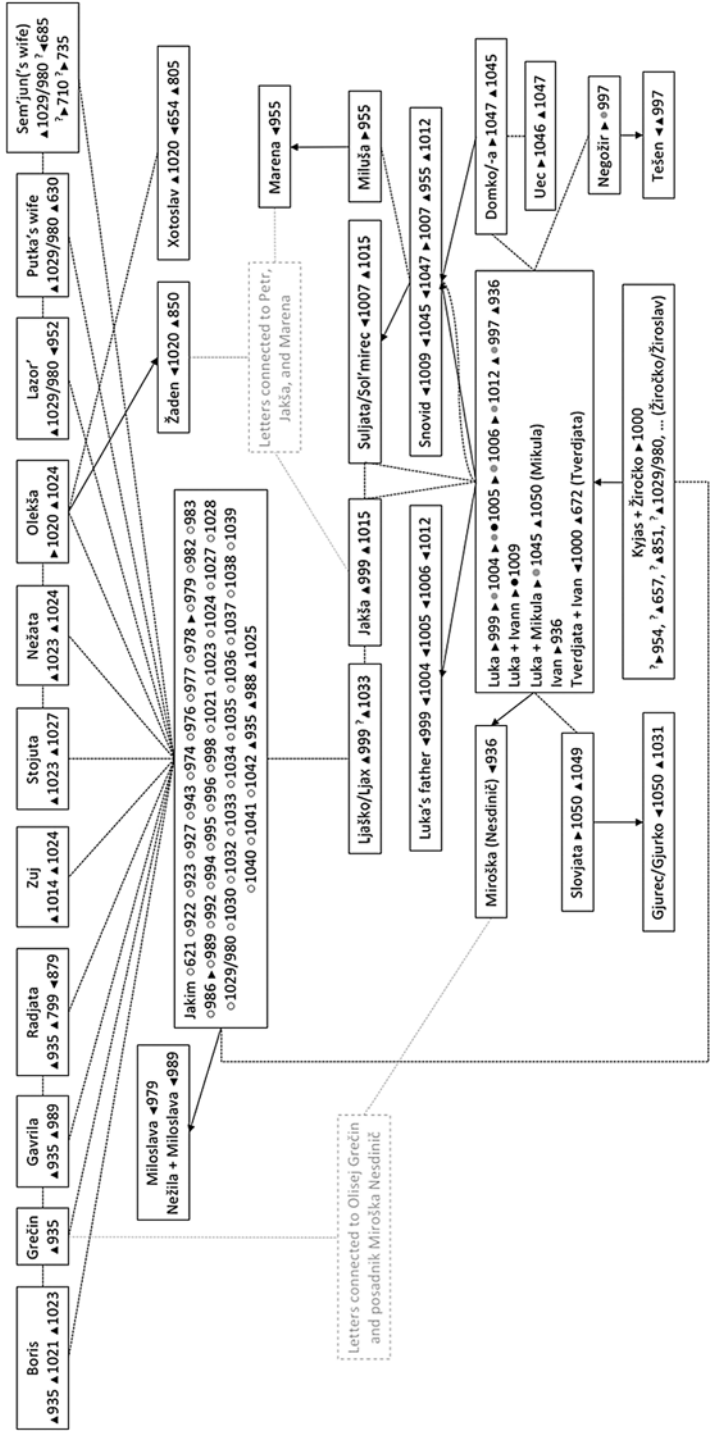 Boris
▲935 ▲1021 ▲1023
Grečin
▲935
Gavrila
▲935 ▲989
Radjata
▲935 ▲799 ◄879
Zuj
▲1014 ▲1024
Stojuta
▲1023 ▲1027
Nežata
▲1023 ▲1024
Olekša
►1020 ▲1024
Lazor'
▲1029/980 ◄952
Putka's wife
▲1029/980 ▲630
Sem'jun('s wife)
▲1029/980 ?◄685
?►710 ?►735
Miloslava ◄979
Nežila + Miloslava ◄989
Jakim ○621 ○922 ○923 ○927 ○943 ○974 ○976 ○977 ○978 ►○979 ○982 ○983
○986 ►○989 ○992 ○994 ○995 ○996 ○998 ○1021 ○1023 ○1024 ○1027 ○1028
○1029/980 ○1030 ○1032 ○1033 ○1034 ○1035 ○1036 ○1037 ○1038 ○1039
○1040 ○1041 ○1042 ▲935 ▲988 ▲1025
Žaden ◄1020 ▲850
Xotoslav ▲1020 ◄654 ▲805
Letters connected to Olisej Grečin
and posadnik Miroška Nesdinič
Letters connected to Petr,
Jakša, and Marena
Marena ◄955
Ljaško/Ljax ▲999 ?▲1033
Jakša ▲999 ▲1015
Suljata/Sol'mirec ◄1007 ▲1015
Miluša ►955
Luka's father ◄999 ◄1004 ◄1005 ◄1006 ◄1012
Snovid ◄1009 ◄1045 ◄1047 ►1007 ▲955 ▲1012
Miroška (Nesdinič) ◄936
Luka ►999 ►●1004 ►●●1005 ►●1006 ►●1012 ▲●997 ▲936
Luka + Ivann ►●1009
Luka + Mikula ►●1045 ▲1050 (Mikula)
Ivan ►936
Tverdjata + Ivan ◄1000 ▲672 (Tverdjata)
Domko/-a ►1047 ▲1045
Uec ►1046 ▲1047
Slovjata ►1050 ▲1049
Negožir ►●997
Gjurec/Gjurko ◄1050 ▲1031
Kyjas + Žiročko ►1000
?►954, ?▲657, ?▲851, ?▲1029/980, ... (Žiročko/Žiroslav)
Tešen ◄▲997